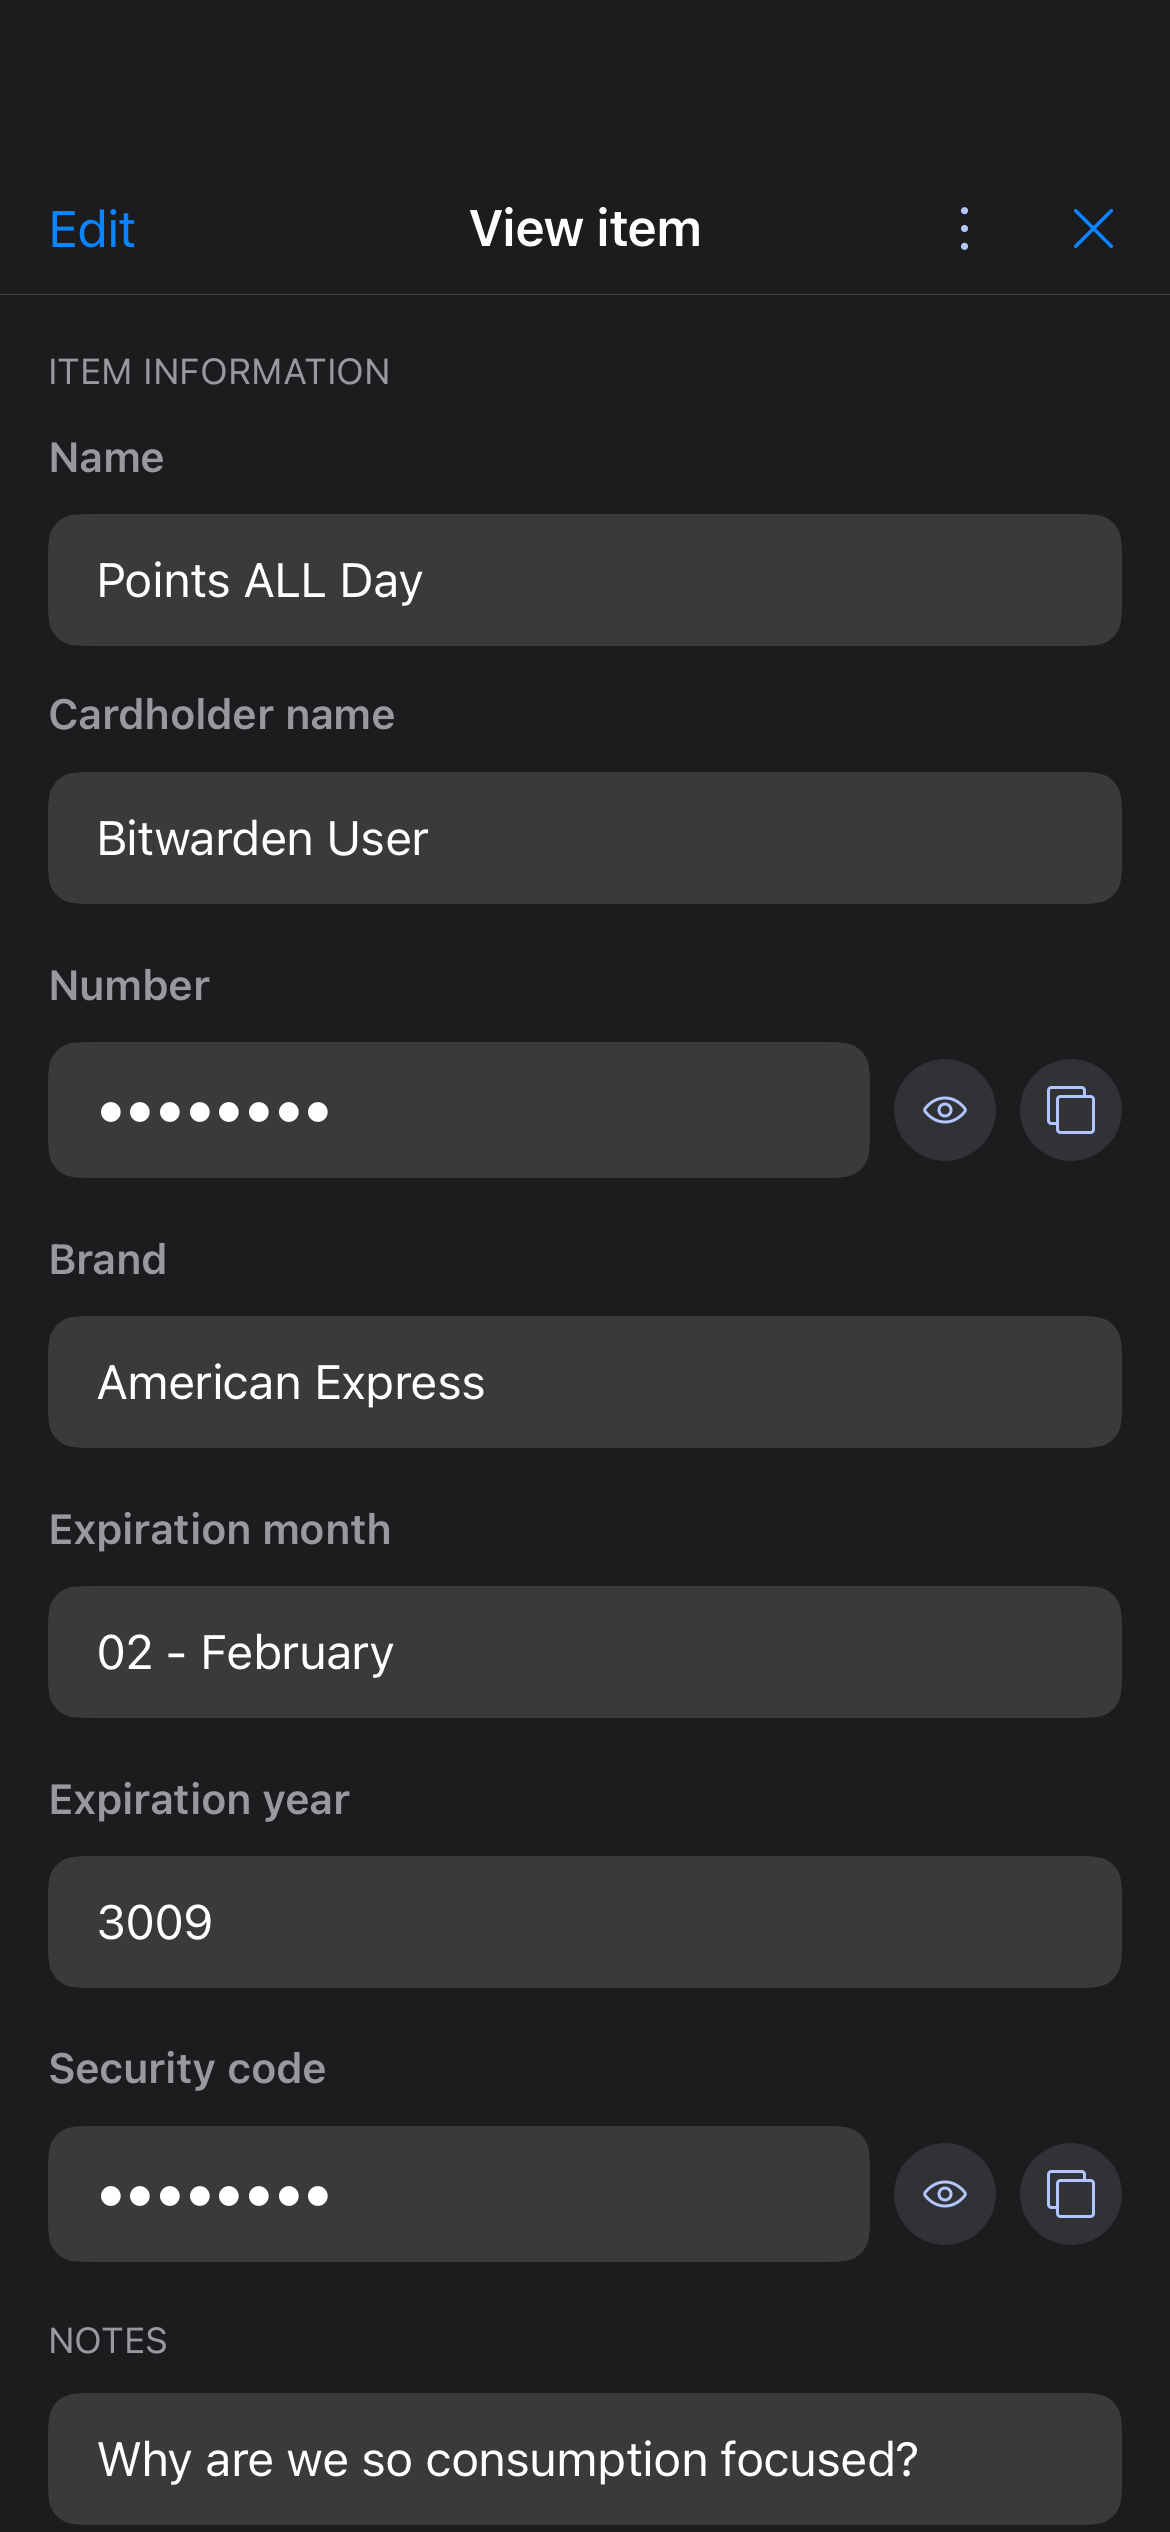 Edit
View item
ITEM INFORMATION
Name
Points ALL Day
Cardholder name
Bitwarden User
Number
••••••••
Brand
American Express
Expiration month
02 - February
Expiration year
3009
Security code
••••••••
NOTES
Why are we so consumption focused?